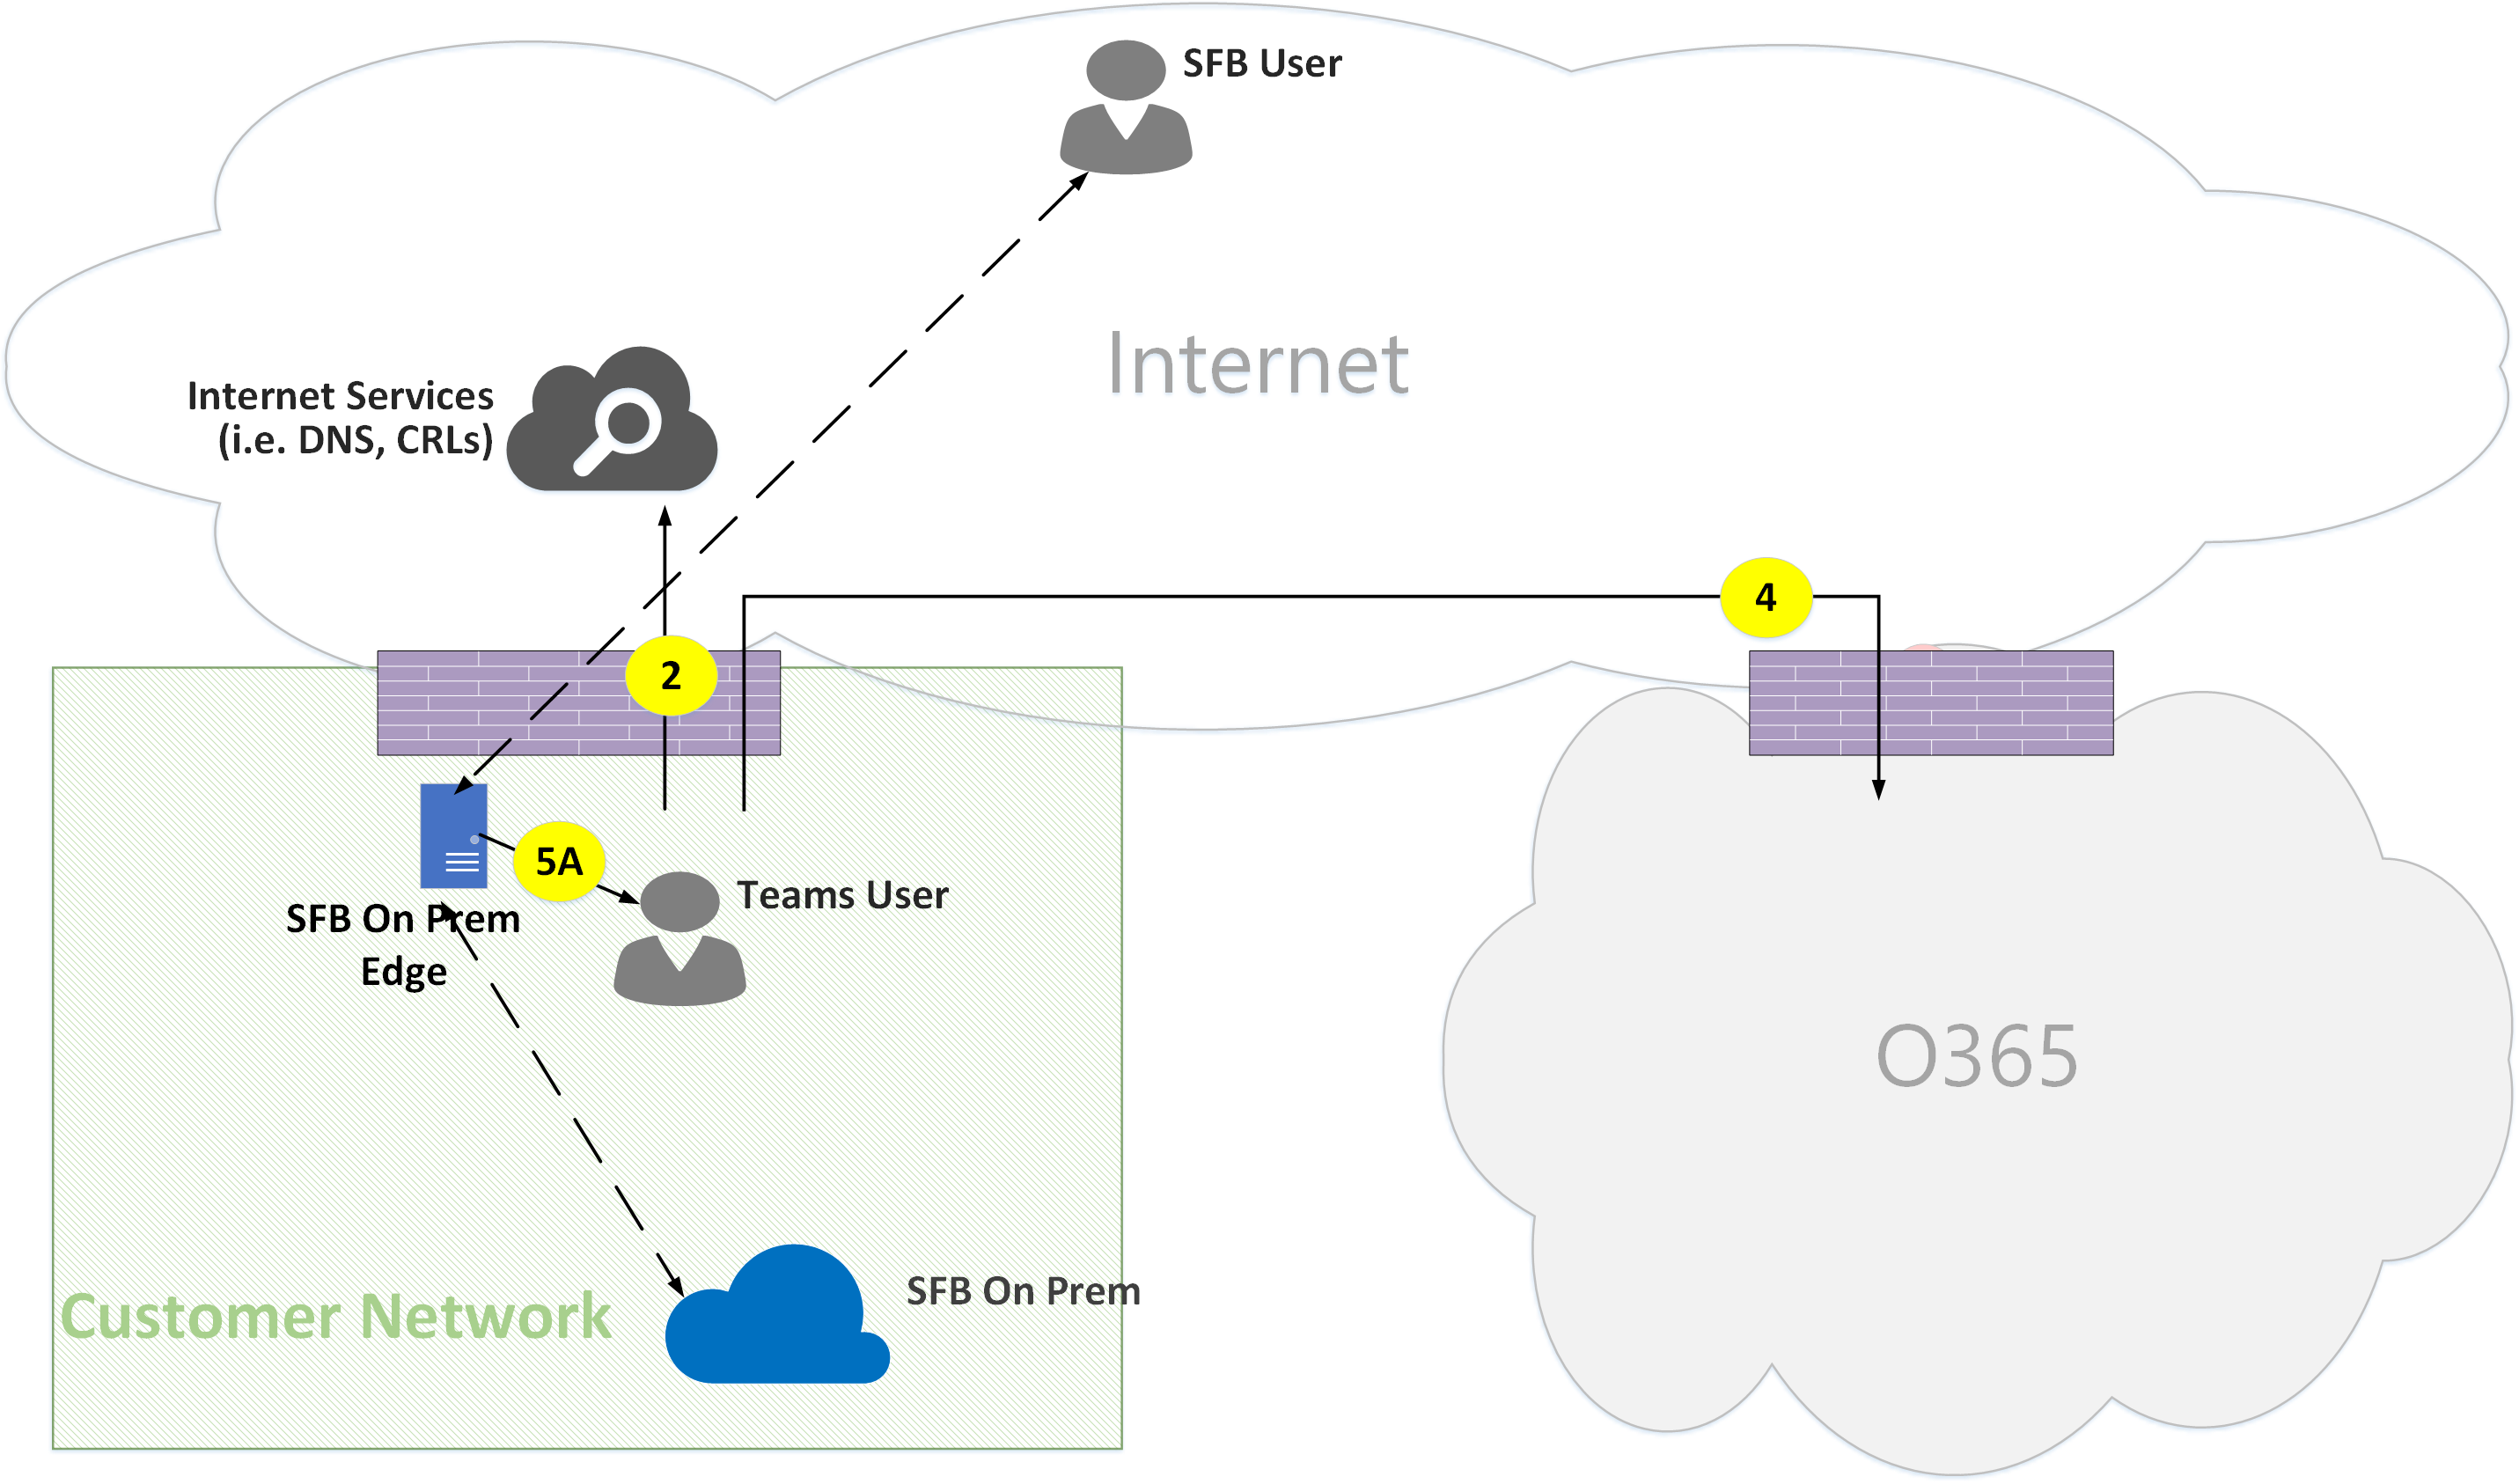 SFB User
Internet
Internet Services
(i.e. DNS, CRLs)
4
2
5A
Teams User
SFB On Prem
Edge
O365
SFB On Prem
Customer Network